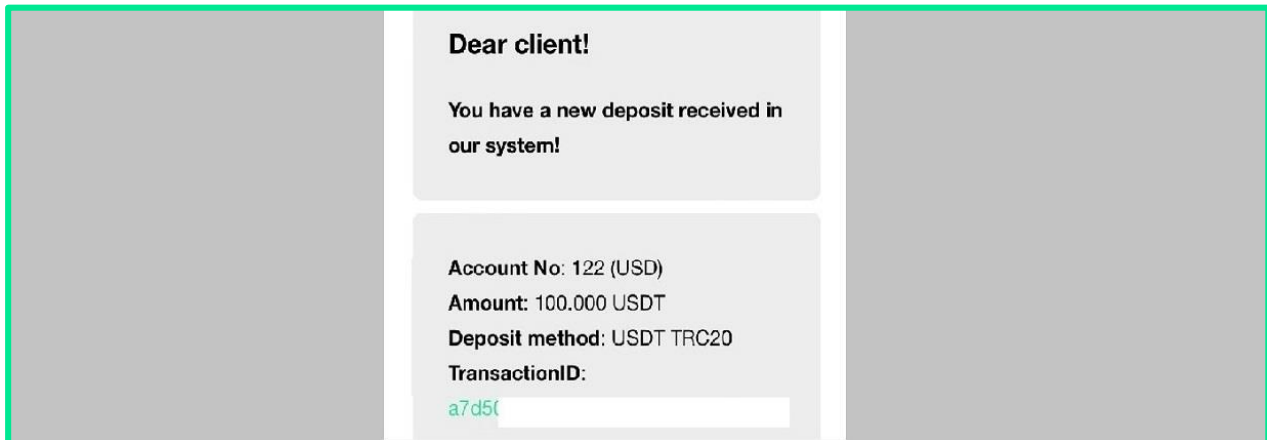 Dear client!
You have a new deposit received in
our system!
Account No: 122 (USD)
Amount: 100.000 USDT
Deposit method: USDT TRC20
TransactionID:
a7d50